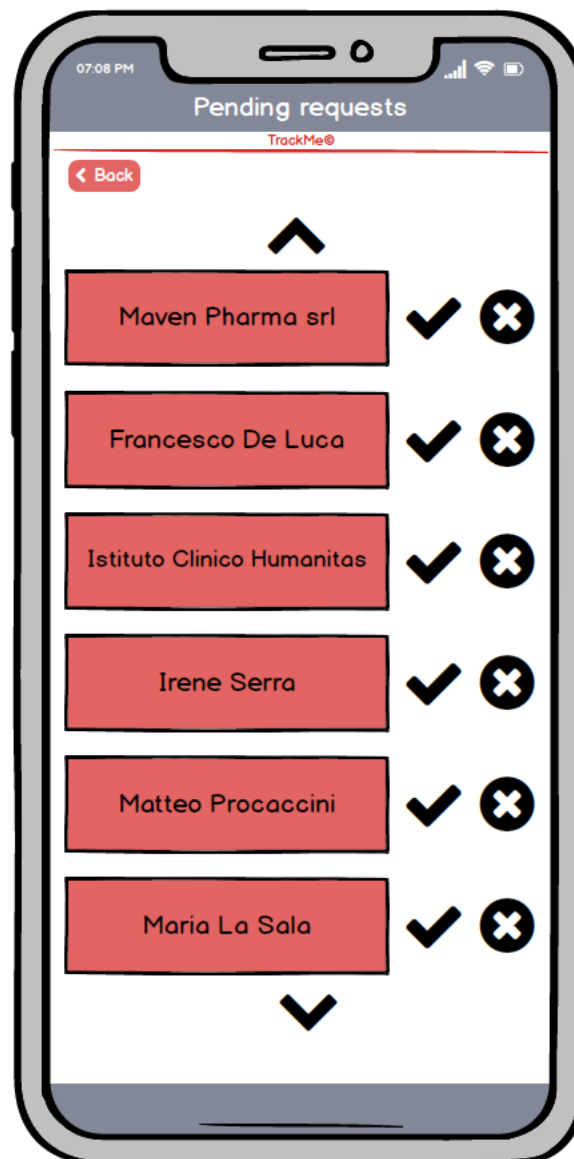 07:08 PM
Pending requests
TrackMe©
Back
Maven Pharma srl
Francesco De Luca
Istituto Clinico Humanitas
Irene Serra
Matteo Procaccini
Maria La Sala